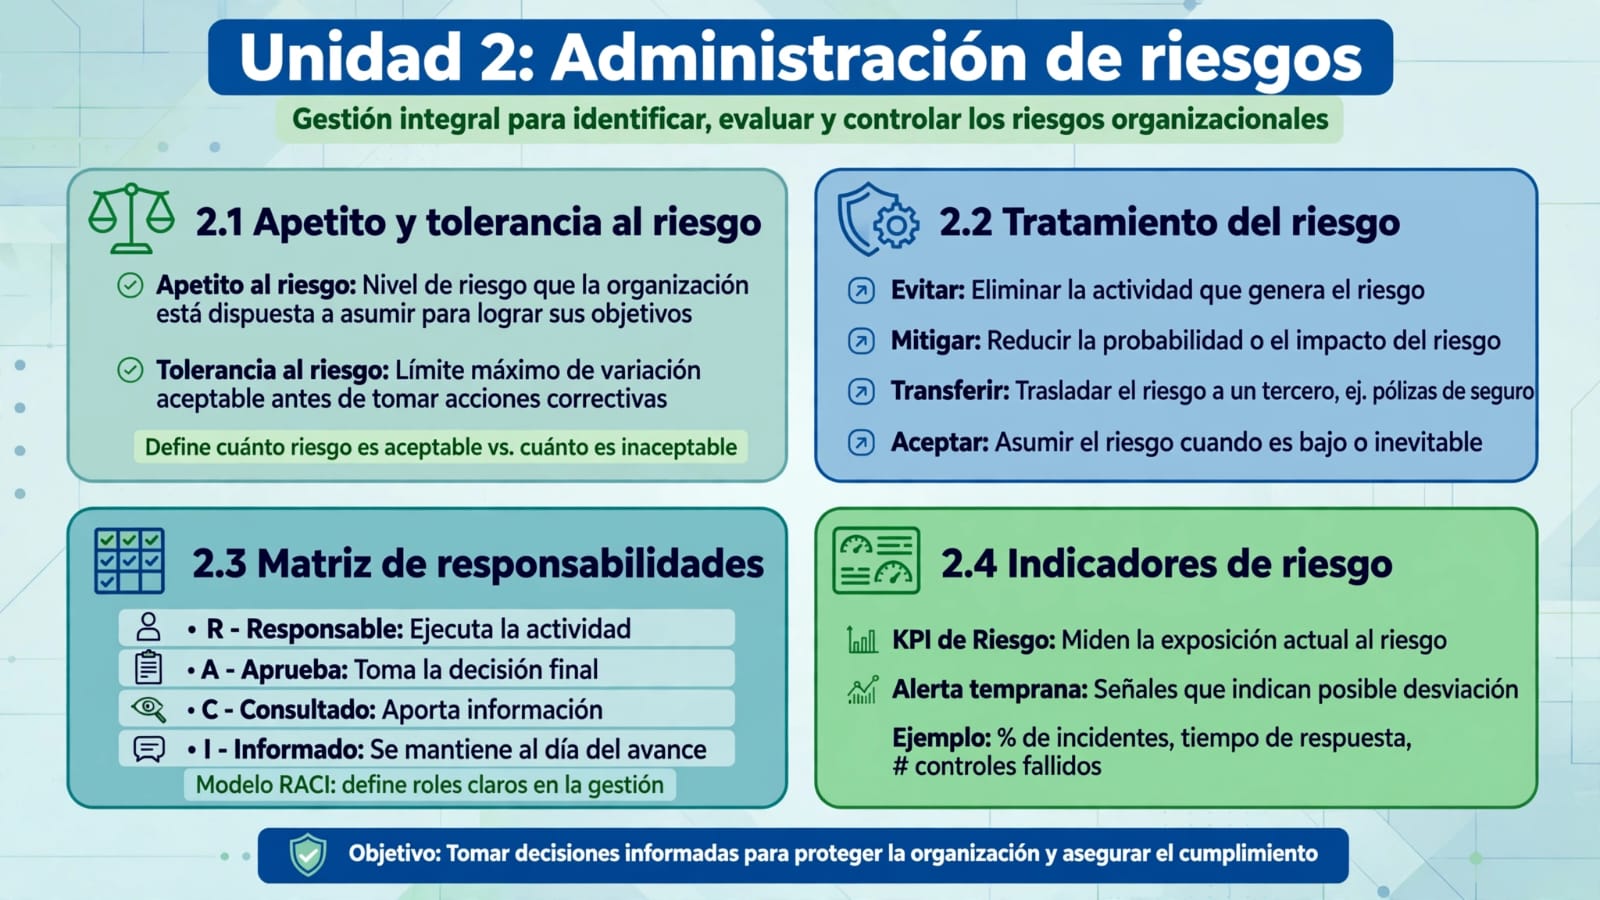 Unidad 2: Administración de riesgos
Gestión integral para identificar, evaluar y controlar los riesgos organizacionales
2.1 Apetito y tolerancia al riesgo
Apetito al riesgo: Nivel de riesgo que la organización
está dispuesta a asumir para lograr sus objetivos
Tolerancia al riesgo: Límite máximo de variación
aceptable antes de tomar acciones correctivas
Define cuánto riesgo es aceptable vs. cuánto es inaceptable
2.2 Tratamiento del riesgo
Evitar: Eliminar la actividad que genera el riesgo
Mitigar: Reducir la probabilidad o el impacto del riesgo
Transferir: Trasladar el riesgo a un tercero, ej. pólizas de seguro
Aceptar: Asumir el riesgo cuando es bajo o inevitable
2.3 Matriz de responsabilidades
• R - Responsable: Ejecuta la actividad
• A - Aprueba: Toma la decisión final
• C - Consultado: Aporta información
• I - Informado: Se mantiene al día del avance
Modelo RACI: define roles claros en la gestión
2.4 Indicadores de riesgo
KPI de Riesgo: Miden la exposición actual al riesgo
Alerta temprana: Señales que indican posible desviación
Ejemplo: % de incidentes, tiempo de respuesta,
# controles fallidos
Objetivo: Tomar decisiones informadas para proteger la organización y asegurar el cumplimiento